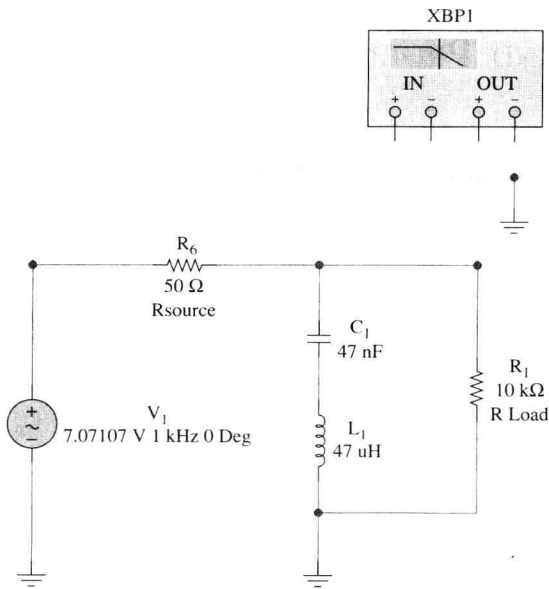 XBP1
IN OUT
+ − + −
R₆
50 Ω
Rsource
C₁
47 nF
R₁
10 kΩ
R Load
V₁
7.07107 V 1 kHz 0 Deg
L₁
47 uH
+
~
−